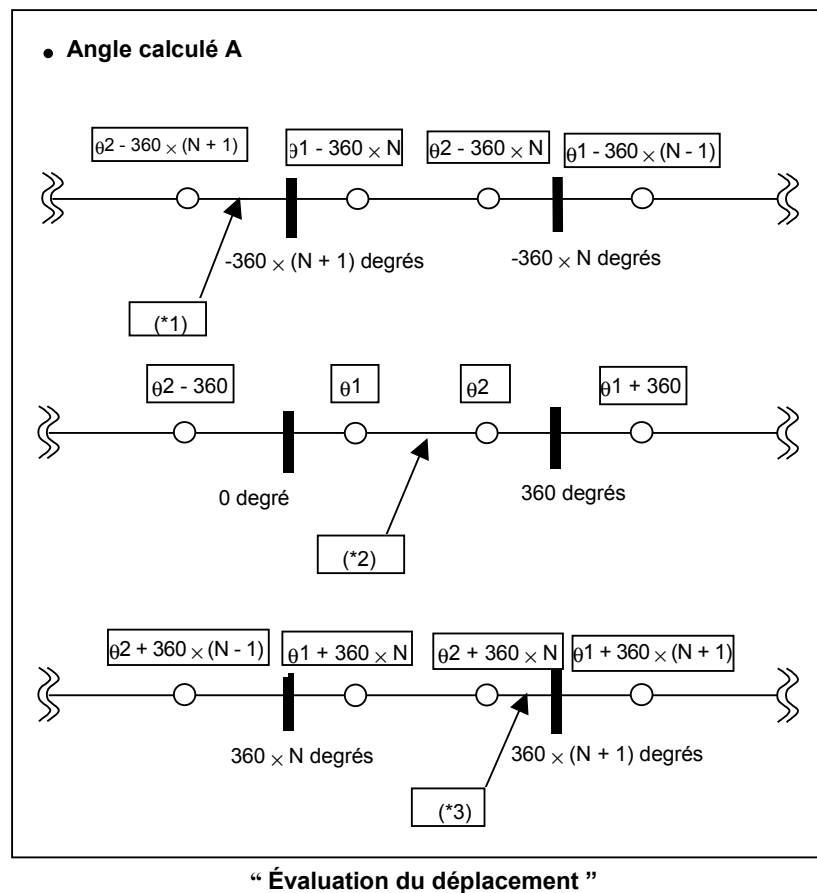 • Angle calculé A
θ2 - 360 × (N + 1) θ1 - 360 × N θ2 - 360 × N θ1 - 360 × (N - 1)
-360 × (N + 1) degrés -360 × N degrés
(*1)
θ2 - 360 θ1 θ2 θ1 + 360
0 degré 360 degrés
(*2)
θ2 + 360 × (N - 1) θ1 + 360 × N θ2 + 360 × N θ1 + 360 × (N + 1)
360 × N degrés 360 × (N + 1) degrés
(*3)
“ Évaluation du déplacement ”